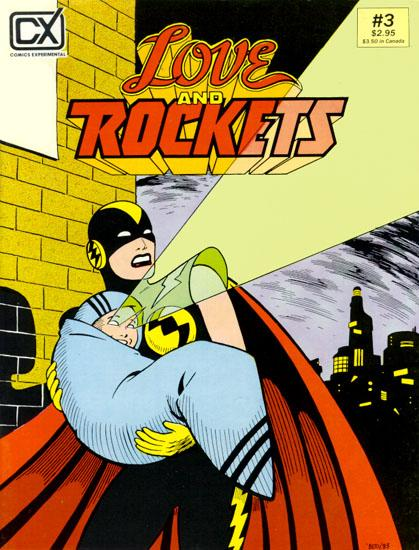 CX
COMICS EXPERIMENTAL
#3
$2.95
$3.50 in Canada
LOVE
AND
ROCKETS